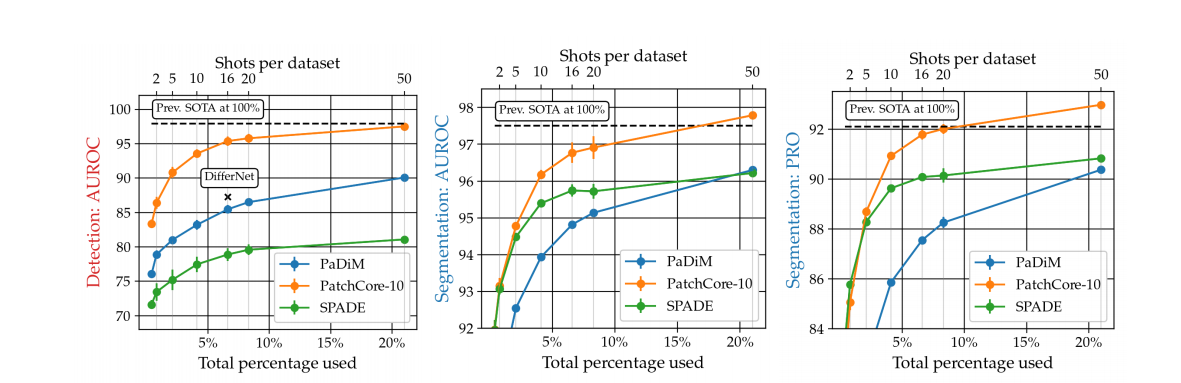 Shots per dataset
2 5 10 16 20 50
Prev. SOTA at 100%
DifferNet
Detection: AUROC
100
95
90
85
80
75
70
PaDiM
PatchCore-10
SPADE
5% 10% 15% 20%
Total percentage used
Shots per dataset
2 5 10 16 20 50
Prev. SOTA at 100%
Segmentation: AUROC
98
97
96
95
94
93
92
PaDiM
PatchCore-10
SPADE
5% 10% 15% 20%
Total percentage used
Shots per dataset
2 5 10 16 20 50
Prev. SOTA at 100%
Segmentation: PRO
92
90
88
86
84
PaDiM
PatchCore-10
SPADE
5% 10% 15% 20%
Total percentage used